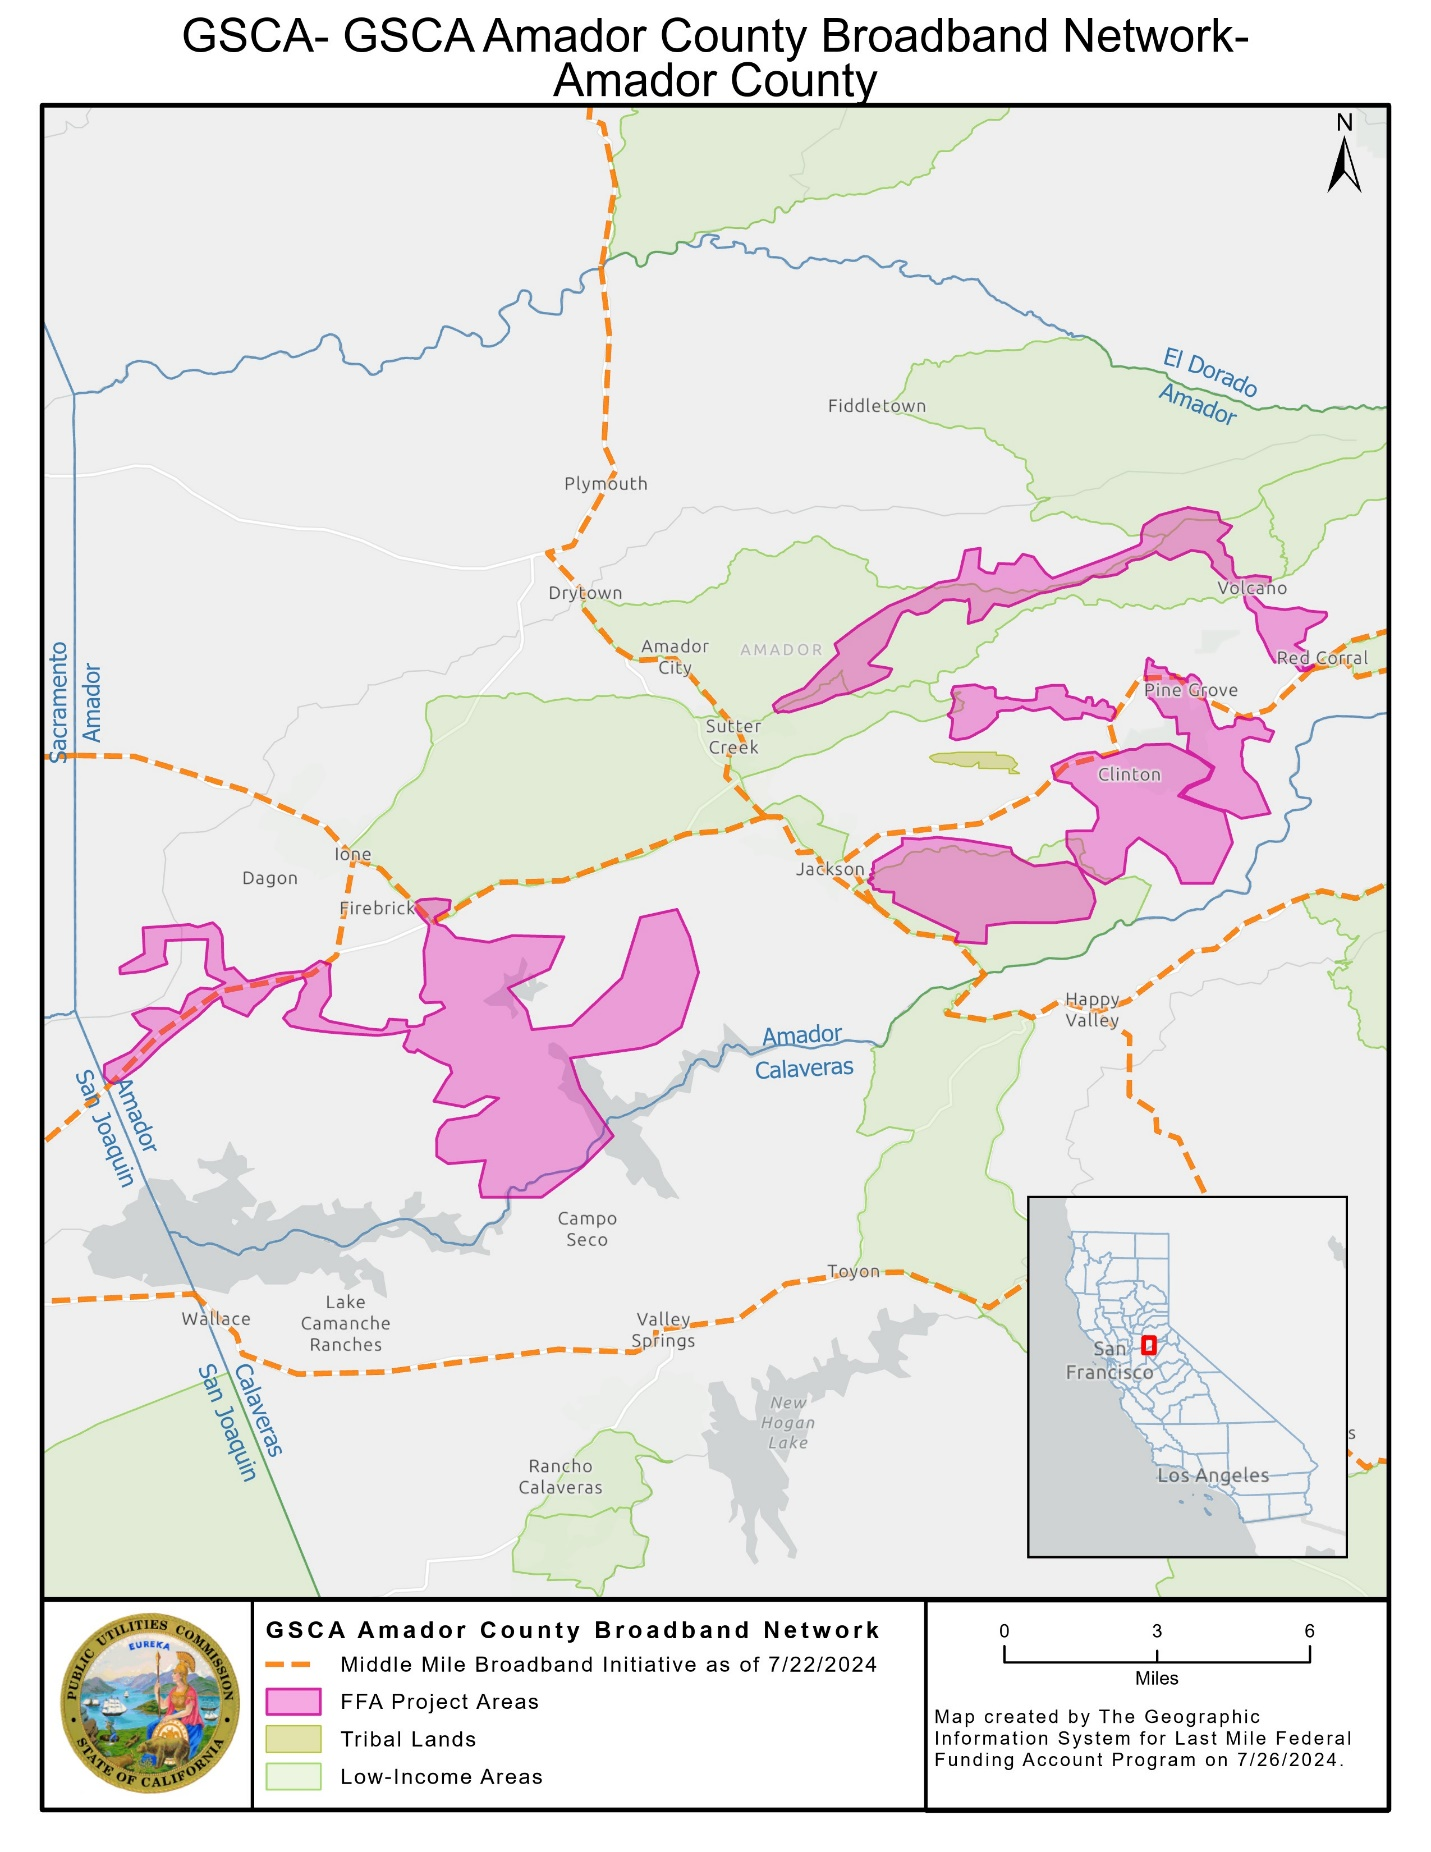 GSCA- GSCA Amador County Broadband Network-
Amador County
N
El Dorado
Amador
Fiddletown
Plymouth
Drytown
Volcano
Amador
City
AMADOR
Red Corral
Pine Grove
Sacramento
Amador
Sutter
Creek
Clinton
Ione
Dagon
Jackson
Firebrick
Happy
Valley
Amador
Calaveras
Amador
San Joaquin
Campo
Seco
Toyon
Wallace
Lake
Camanche
Ranches
Valley
Springs
Calaveras
San Joaquin
New
Hogan
Lake
Rancho
Calaveras
San
Francisco
Los Angeles
s
PUBLIC UTILITIES COMMISSION
EUREKA
STATE OF CALIFORNIA
GSCA Amador County Broadband Network
Middle Mile Broadband Initiative as of 7/22/2024
FFA Project Areas
Tribal Lands
Low-Income Areas
0 3 6
Miles
Map created by The Geographic
Information System for Last Mile Federal
Funding Account Program on 7/26/2024.